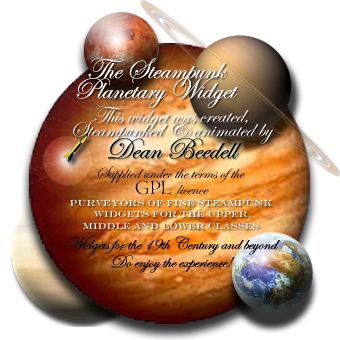 The Steampunk
Planetary Widget
This widget was created,
Steampunked & animated by
Dean Beedell
Supplied under the terms of the
GPL licence
PURVEYORS OF FINE STEAMPUNK
WIDGETS FOR THE UPPER,
MIDDLE AND LOWER CLASSES.
Widgets for the 19th Century and beyond
Do enjoy the experience!